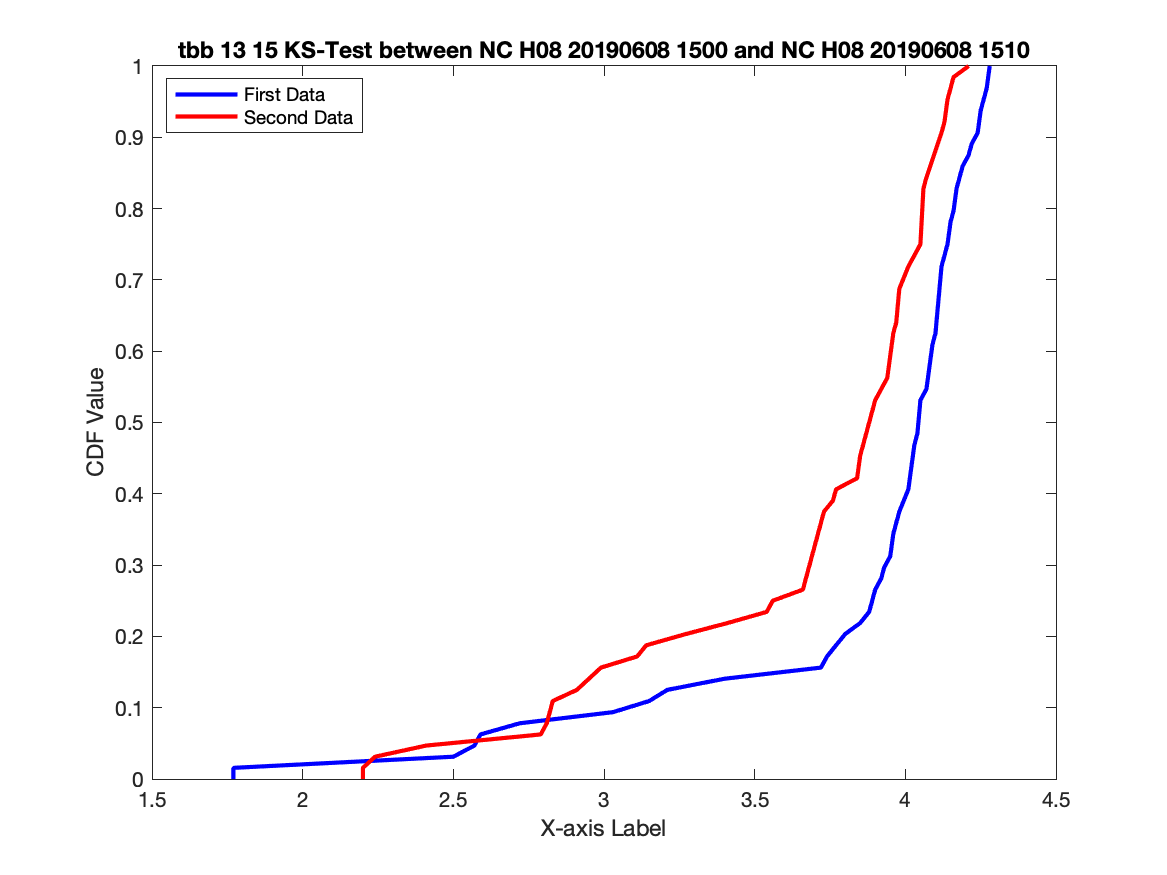 tbb 13 15 KS-Test between NC H08 20190608 1500 and NC H08 20190608 1510
First Data
Second Data
1
0.9
0.8
0.7
0.6
0.5
0.4
0.3
0.2
0.1
0
CDF Value
1.5 2 2.5 3 3.5 4 4.5
X-axis Label